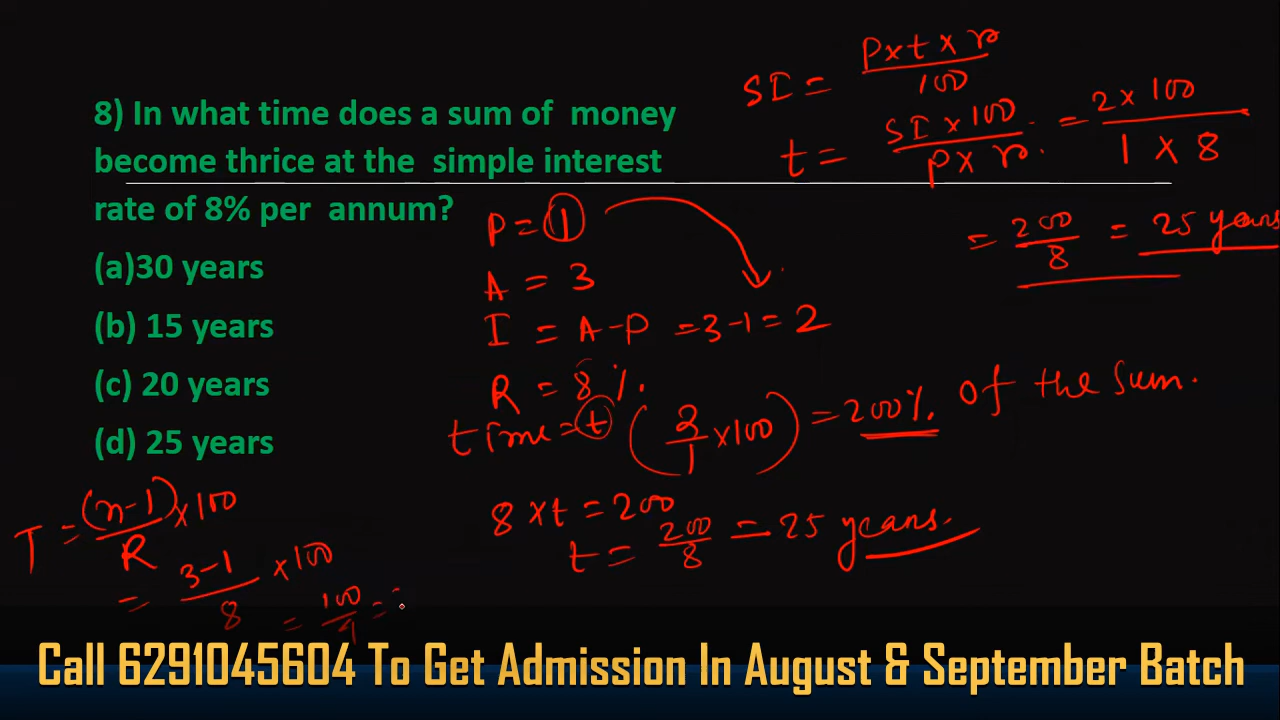 8) In what time does a sum of money
become thrice at the simple interest
rate of 8% per annum?
(a)30 years
(b) 15 years
(c) 20 years
(d) 25 years
SI = P x t x r / 100
t = SI x 100 / P x r. = 2 x 100 / 1 x 8
= 200 / 8 = 25 years
P = 1
A = 3
I = A - P = 3 - 1 = 2
R = 8 %.
time = t (2/1 x 100) = 200%. of the sum.
8 x t = 200
t = 200 / 8 = 25 years.
T = (n-1) / R x 100
= 3-1 / 8 x 100
= 100 / 4 =
Call 6291045604 To Get Admission In August & September Batch